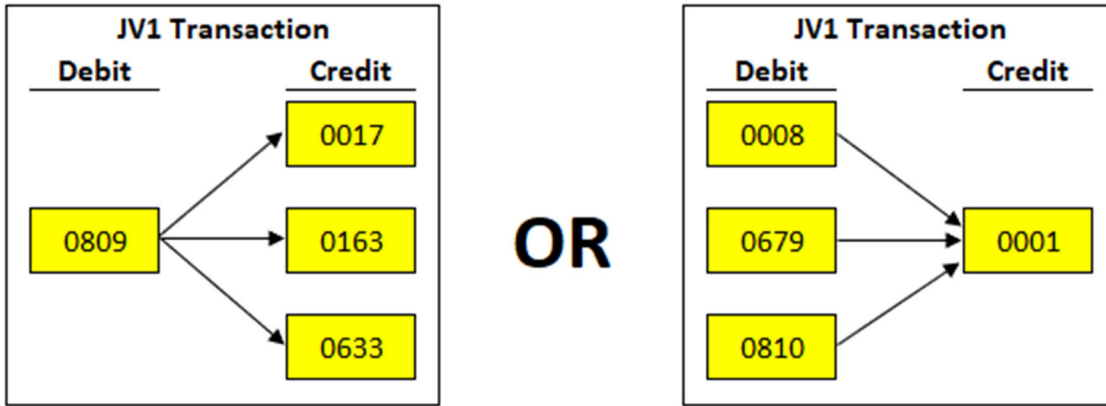 JV1 Transaction
Debit Credit
0017
0809 0163
0633
OR
JV1 Transaction
Debit Credit
0008
0679 0001
0810